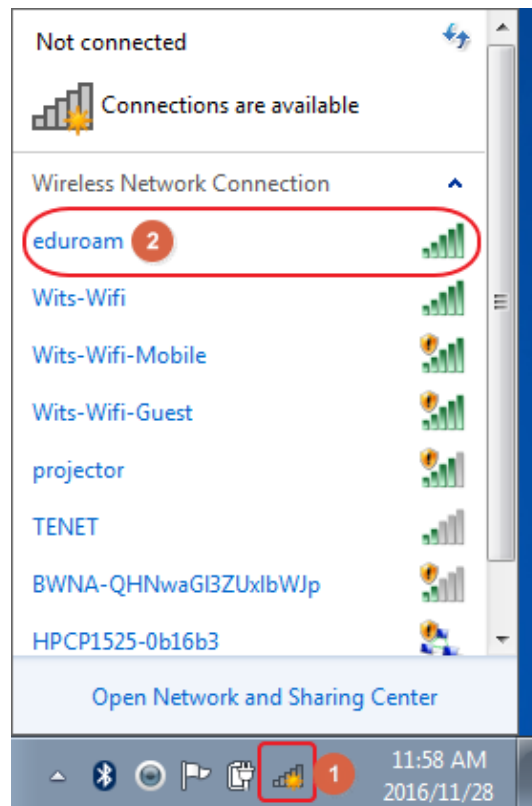 Not connected
Connections are available
Wireless Network Connection
eduroam 2
Wits-Wifi
Wits-Wifi-Mobile
Wits-Wifi-Guest
projector
TENET
BWNA-QHNwaGl3ZUxlbWJp
HPCP1525-0b16b3
Open Network and Sharing Center
1 11:58 AM
2016/11/28